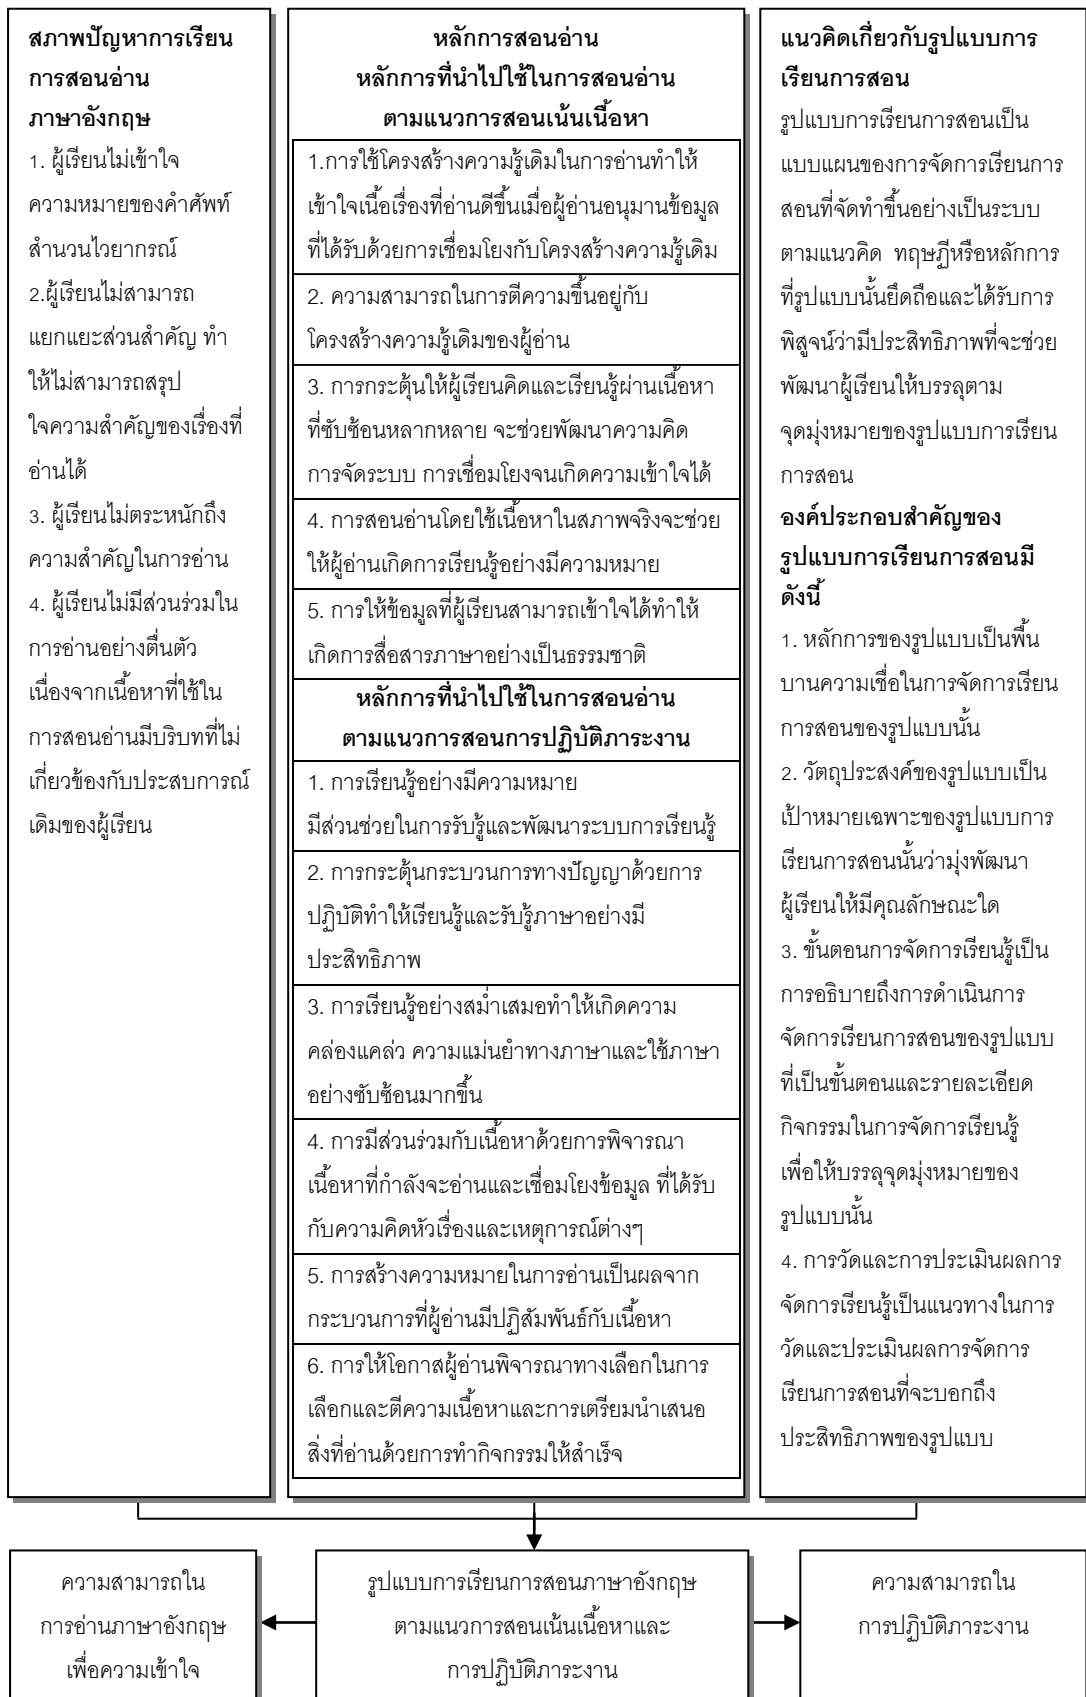 สภาพปัญหาการเรียน
การสอนอ่าน
ภาษาอังกฤษ
1. ผู้เรียนไม่เข้าใจ
ความหมายของคำศัพท์
สำนวนไวยากรณ์
2.ผู้เรียนไม่สามารถ
แยกแยะส่วนสำคัญ ทำ
ให้ไม่สามารถสรุป
ใจความสำคัญของเรื่องที่
อ่านได้
3. ผู้เรียนไม่ตระหนักถึง
ความสำคัญในการอ่าน
4. ผู้เรียนไม่มีส่วนร่วมใน
การอ่านอย่างตื่นตัว
เนื่องจากเนื้อหาที่ใช้ใน
การสอนอ่านมีบริบทที่ไม่
เกี่ยวข้องกับประสบการณ์
เดิมของผู้เรียน
หลักการสอนอ่าน
หลักการที่นำไปใช้ในการสอนอ่าน
ตามแนวการสอนเน้นเนื้อหา
1.การใช้โครงสร้างความรู้เดิมในการอ่านทำให้
เข้าใจเนื้อเรื่องที่อ่านดีขึ้นเมื่อผู้อ่านอนุมานข้อมูล
ที่ได้รับด้วยการเชื่อมโยงกับโครงสร้างความรู้เดิม
2. ความสามารถในการตีความขึ้นอยู่กับ
โครงสร้างความรู้เดิมของผู้อ่าน
3. การกระตุ้นให้ผู้เรียนคิดและเรียนรู้ผ่านเนื้อหา
ที่ซับซ้อนหลากหลาย จะช่วยพัฒนาความคิด
การจัดระบบ การเชื่อมโยงจนเกิดความเข้าใจได้
4. การสอนอ่านโดยใช้เนื้อหาในสภาพจริงจะช่วย
ให้ผู้อ่านเกิดการเรียนรู้อย่างมีความหมาย
5. การให้ข้อมูลที่ผู้เรียนสามารถเข้าใจได้ทำให้
เกิดการสื่อสารภาษาอย่างเป็นธรรมชาติ
หลักการที่นำไปใช้ในการสอนอ่าน
ตามแนวการสอนการปฏิบัติภาระงาน
1. การเรียนรู้อย่างมีความหมาย
มีส่วนช่วยในการรับรู้และพัฒนาระบบการเรียนรู้
2. การกระตุ้นกระบวนการทางปัญญาด้วยการ
ปฏิบัติทำให้เรียนรู้และรับรู้ภาษาอย่างมี
ประสิทธิภาพ
3. การเรียนรู้อย่างสม่ำเสมอทำให้เกิดความ
คล่องแคล่ว ความแม่นยำทางภาษาและใช้ภาษา
อย่างซับซ้อนมากขึ้น
4. การมีส่วนร่วมกับเนื้อหาด้วยการพิจารณา
เนื้อหาที่กำลังจะอ่านและเชื่อมโยงข้อมูล ที่ได้รับ
กับความคิดหัวเรื่องและเหตุการณ์ต่างๆ
5. การสร้างความหมายในการอ่านเป็นผลจาก
กระบวนการที่ผู้อ่านมีปฏิสัมพันธ์กับเนื้อหา
6. การให้โอกาสผู้อ่านพิจารณาทางเลือกในการ
เลือกและตีความเนื้อหาและการเตรียมนำเสนอ
สิ่งที่อ่านด้วยการทำกิจกรรมให้สำเร็จ
แนวคิดเกี่ยวกับรูปแบบการ
เรียนการสอน
รูปแบบการเรียนการสอนเป็น
แบบแผนของการจัดการเรียนการ
สอนที่จัดทำขึ้นอย่างเป็นระบบ
ตามแนวคิด ทฤษฎีหรือหลักการ
ที่รูปแบบนั้นยึดถือและได้รับการ
พิสูจน์ว่ามีประสิทธิภาพที่จะช่วย
พัฒนาผู้เรียนให้บรรลุตาม
จุดมุ่งหมายของรูปแบบการเรียน
การสอน
องค์ประกอบสำคัญของ
รูปแบบการเรียนการสอนมี
ดังนี้
1. หลักการของรูปแบบเป็นพื้น
บานความเชื่อในการจัดการเรียน
การสอนของรูปแบบนั้น
2. วัตถุประสงค์ของรูปแบบเป็น
เป้าหมายเฉพาะของรูปแบบการ
เรียนการสอนนั้นว่ามุ่งพัฒนา
ผู้เรียนให้มีคุณลักษณะใด
3. ขั้นตอนการจัดการเรียนรู้เป็น
การอธิบายถึงการดำเนินการ
จัดการเรียนการสอนของรูปแบบ
ที่เป็นขั้นตอนและรายละเอียด
กิจกรรมในการจัดการเรียนรู้
เพื่อให้บรรลุจุดมุ่งหมายของ
รูปแบบนั้น
4. การวัดและการประเมินผลการ
จัดการเรียนรู้เป็นแนวทางในการ
วัดและประเมินผลการจัดการ
เรียนการสอนที่จะบอกถึง
ประสิทธิภาพของรูปแบบ
ความสามารถใน
การอ่านภาษาอังกฤษ
เพื่อความเข้าใจ
รูปแบบการเรียนการสอนภาษาอังกฤษ
ตามแนวการสอนเน้นเนื้อหาและ
การปฏิบัติภาระงาน
ความสามารถใน
การปฏิบัติภาระงาน